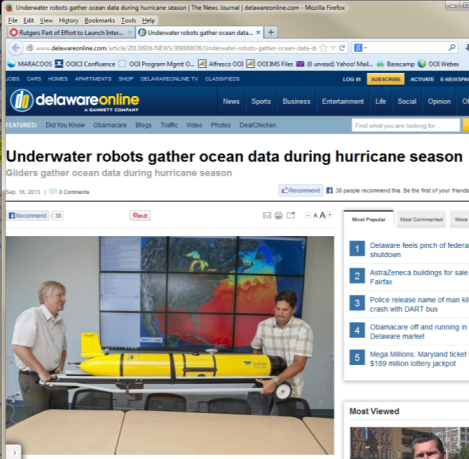 Underwater robots gather ocean data during hurricane season | The News Journal | delawareonline.com - Mozilla Firefox
File Edit View History Bookmarks Tools Help
Rutgers Part of Effort to Launch Inter...
Underwater robots gather ocean data...
www.delawareonline.com/article/20130916/NEWS/309160036/Underwater-robots-gather-ocean-data-d
MARACOOS OOICI Confluence OOI Program Mgmt O... Alfresco OOI OOI IMS Files (8 unread) Yahoo! Mail... Basecamp OOI Webex
JOBS CARS HOMES APARTMENTS SHOP DELAWAREONLINE TV CLASSIFIEDS
LOG IN SUBSCRIBE ACTIVATE E-NEWSPA
delawareonline
A GANNETT COMPANY
News Sports Business Entertainment Life Social Opinion
FEATURED: Did You Know Obamacare Blogs Traffic Video Photos DealChicken
Find what you are looking for ...
Underwater robots gather ocean data during hurricane season
Gliders gather ocean data during hurricane season
Sep. 16, 2013 | 0 Comments
Recommend
38 people recommend this. Be the first of your friends
Recommend 38
Pin it
A A
Most Popular Most Commented More
1 Delaware feels pinch of federa
shutdown
2 AstraZeneca buildings for sale
Fairfax
3 Police release name of man kil
crash with DART bus
4 Obamacare off and running in
Delaware market
5 Mega Millions: Maryland ticket
$189 million lottery jackpot
Most Viewed